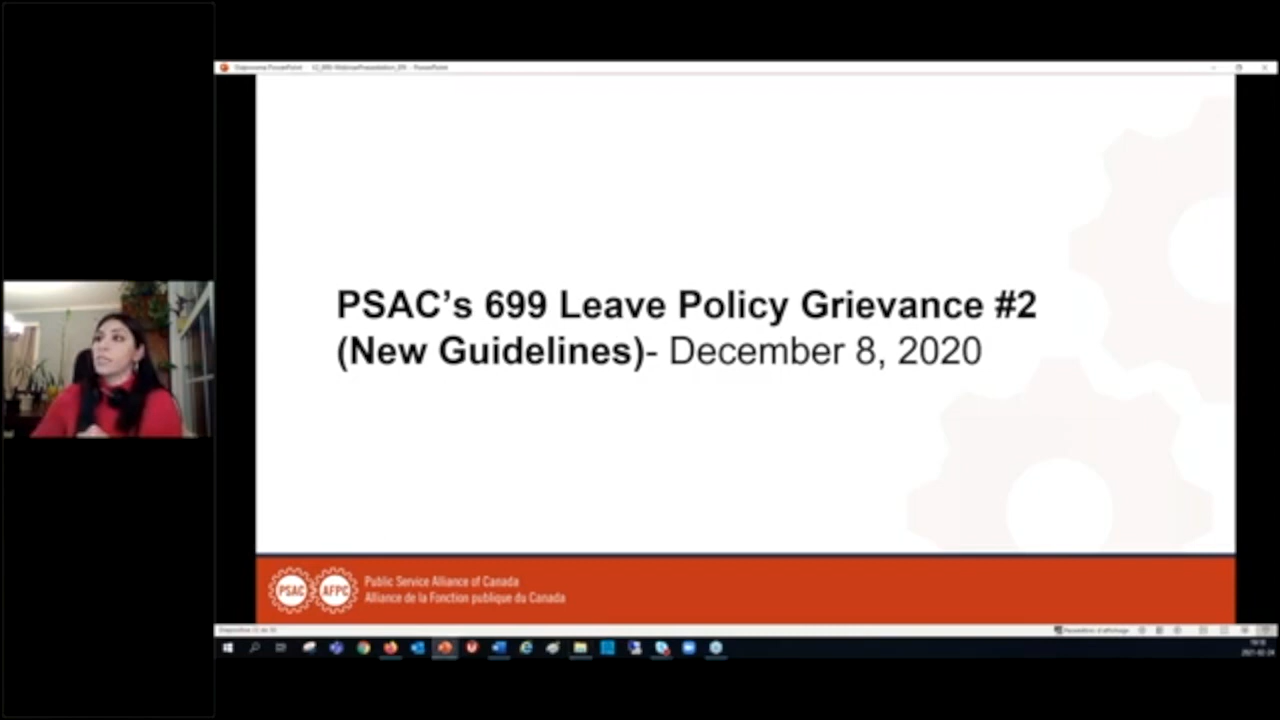 PSAC's 699 Leave Policy Grievance #2
(New Guidelines)- December 8, 2020
PSAC AFPC
Public Service Alliance of Canada
Alliance de la Fonction publique du Canada